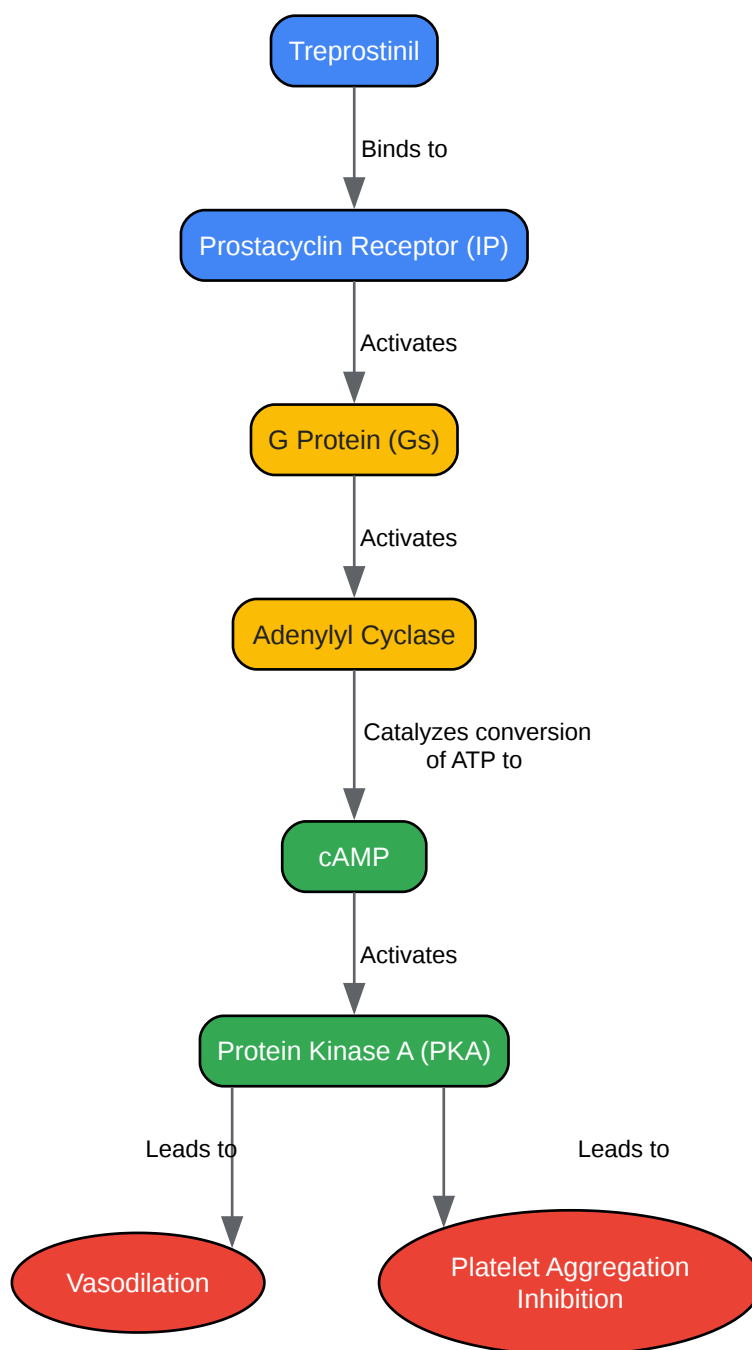 Treprostinil
Binds to
Prostacyclin Receptor (IP)
Activates
G Protein (Gs)
Activates
Adenylyl Cyclase
Catalyzes conversion
of ATP to
cAMP
Activates
Protein Kinase A (PKA)
Leads to
Leads to
Vasodilation
Platelet Aggregation
Inhibition